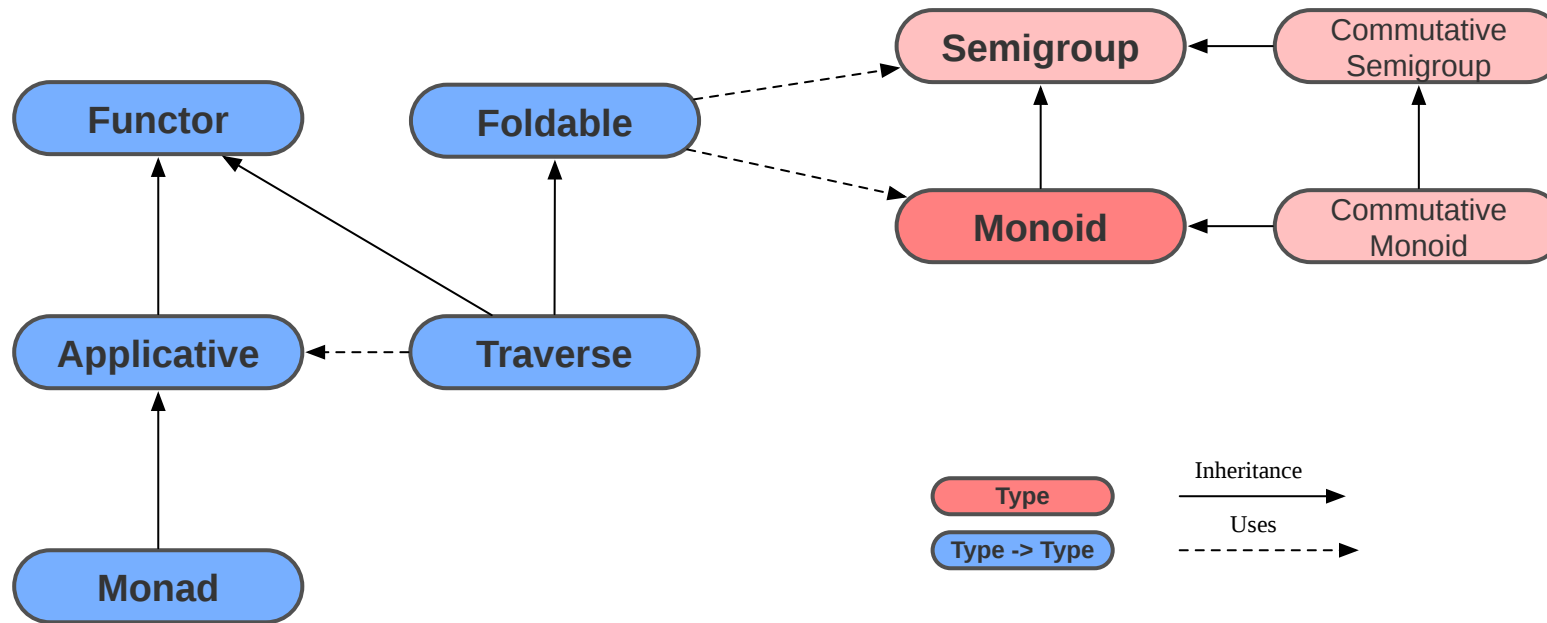 Semigroup
Commutative
Semigroup
Functor
Foldable
Monoid
Commutative
Monoid
Applicative
Traverse
Monad
Type
Inheritance
Type -> Type
Uses